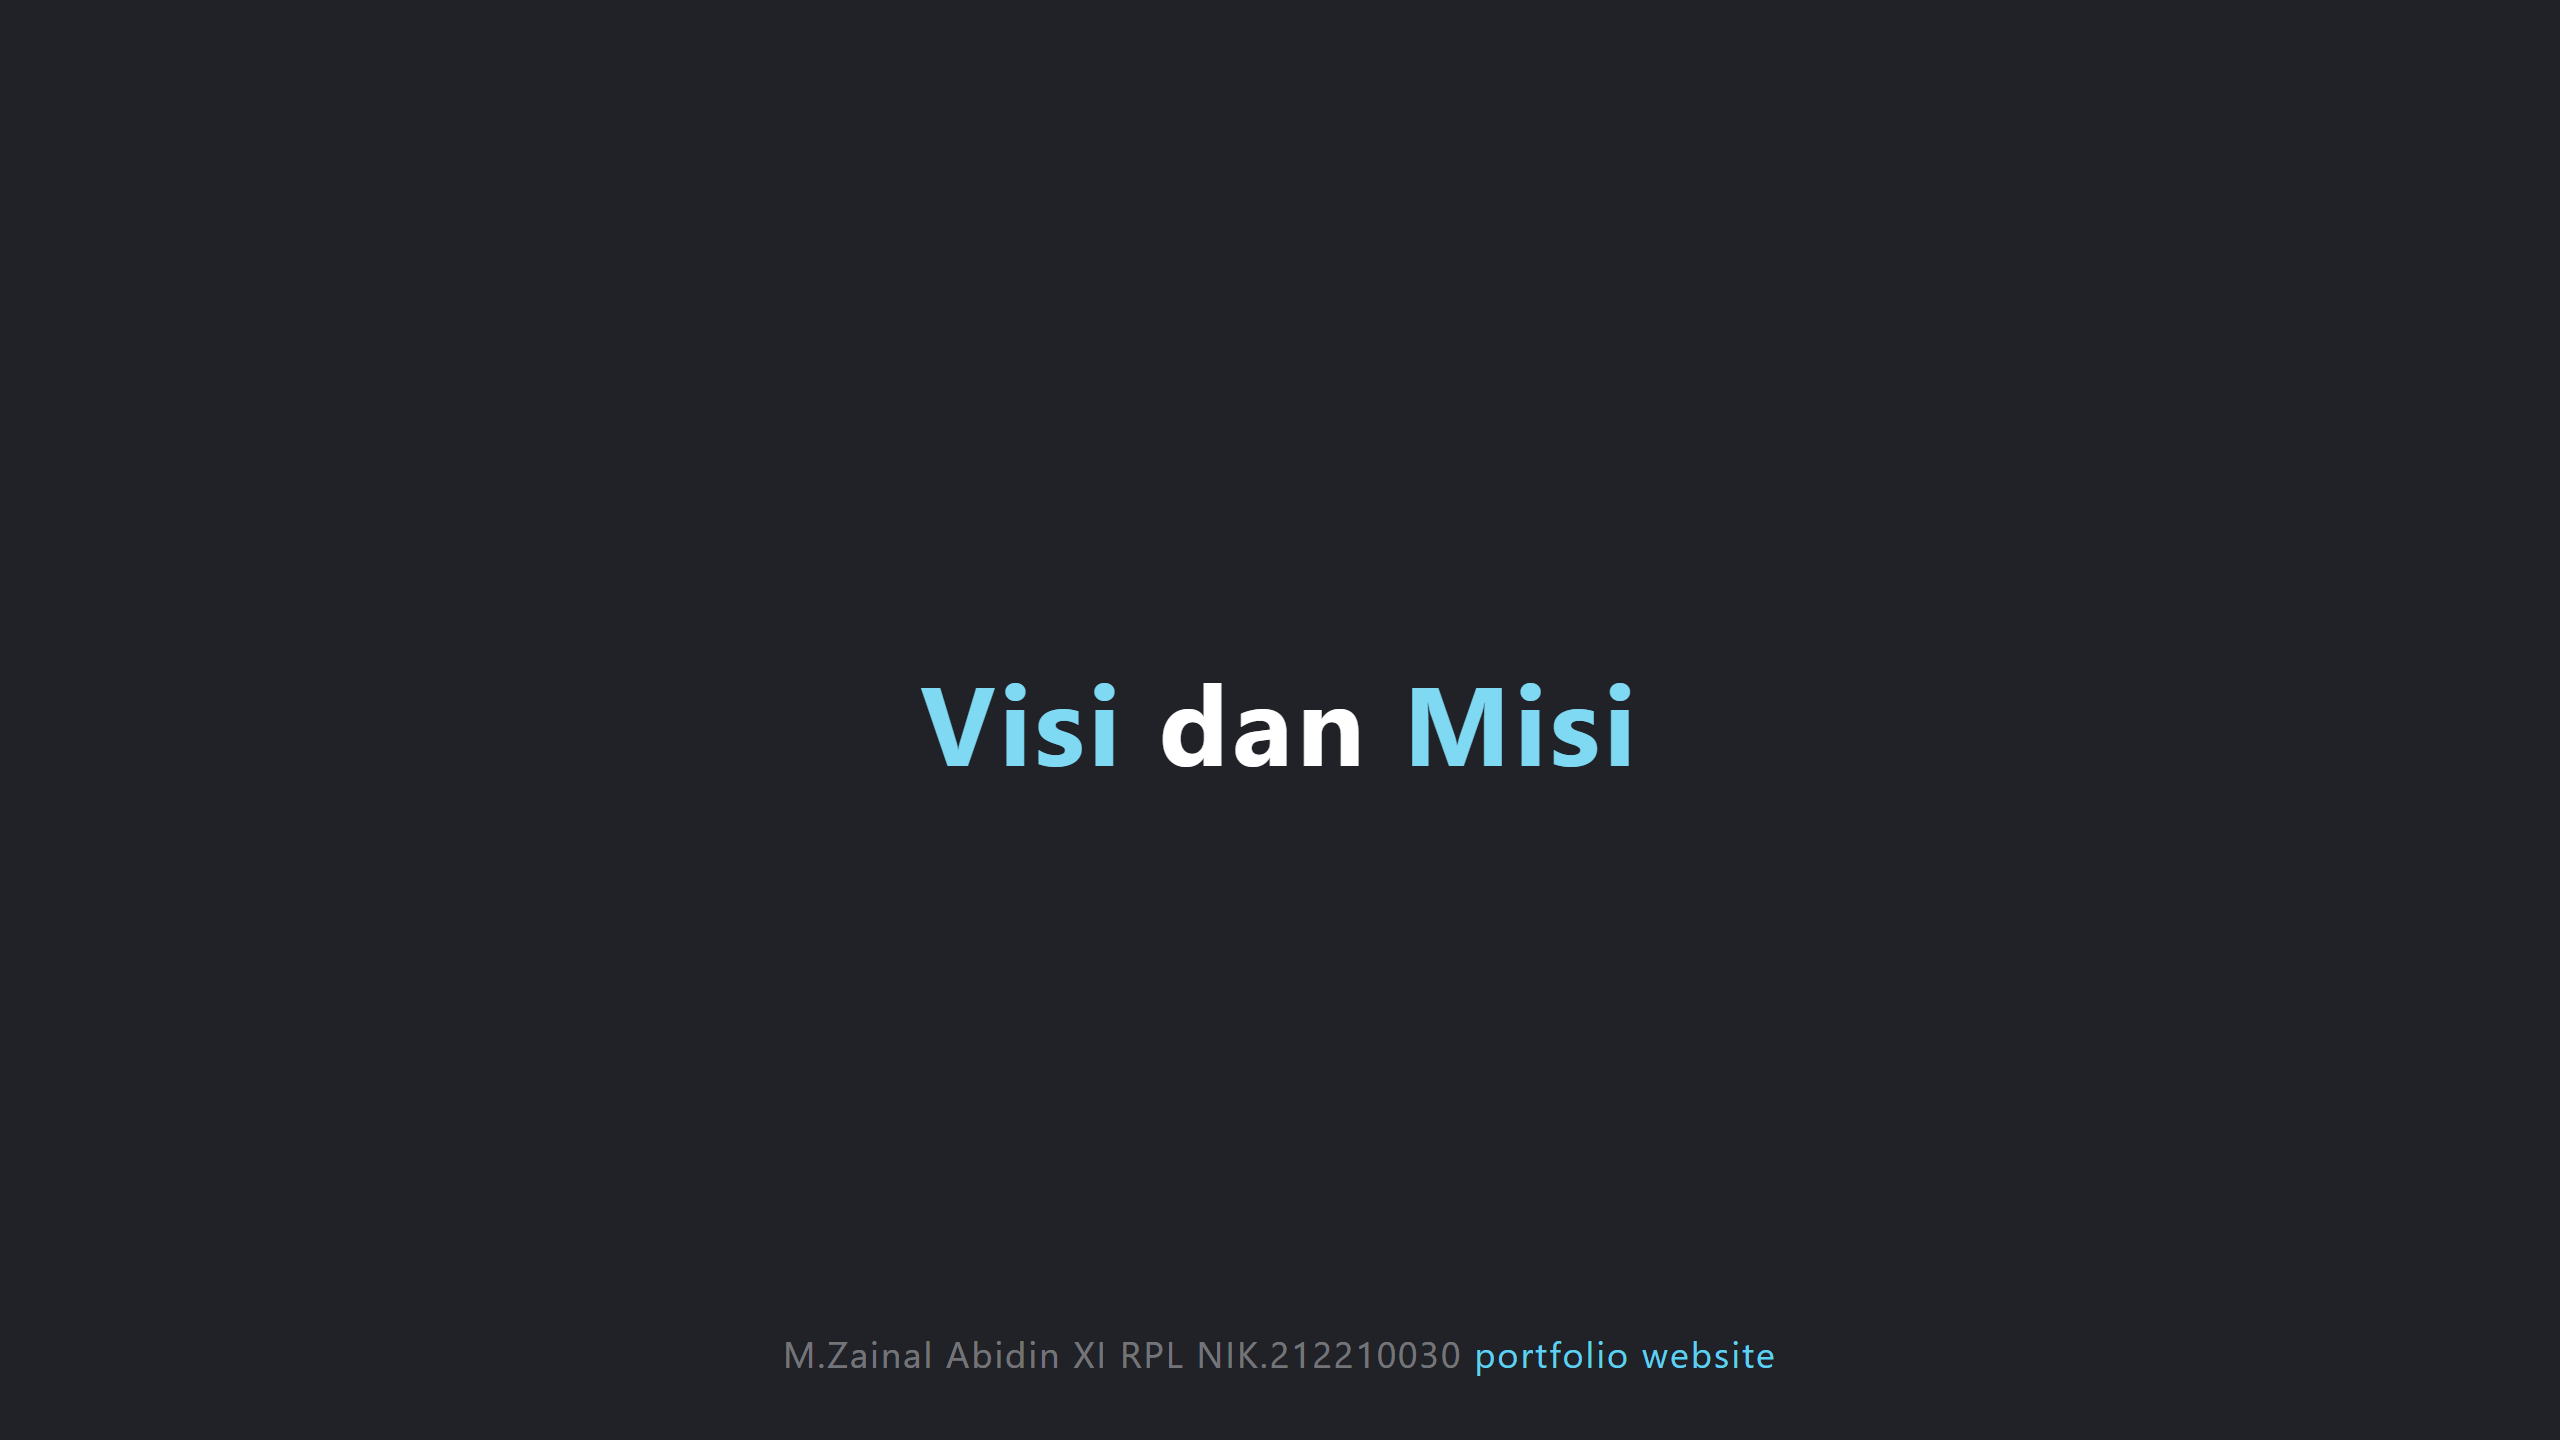 Visi dan Misi
M.Zainal Abidin XI RPL NIK.212210030 portfolio website